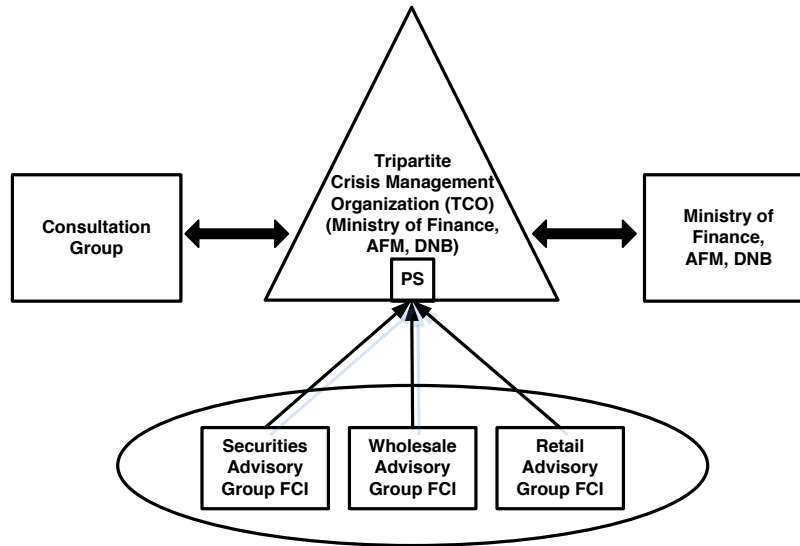 Tripartite
Crisis Management
Organization (TCO)
(Ministry of Finance,
AFM, DNB)
PS
Consultation
Group
Ministry of
Finance,
AFM, DNB
Securities
Advisory
Group FCI
Wholesale
Advisory
Group FCI
Retail
Advisory
Group FCI